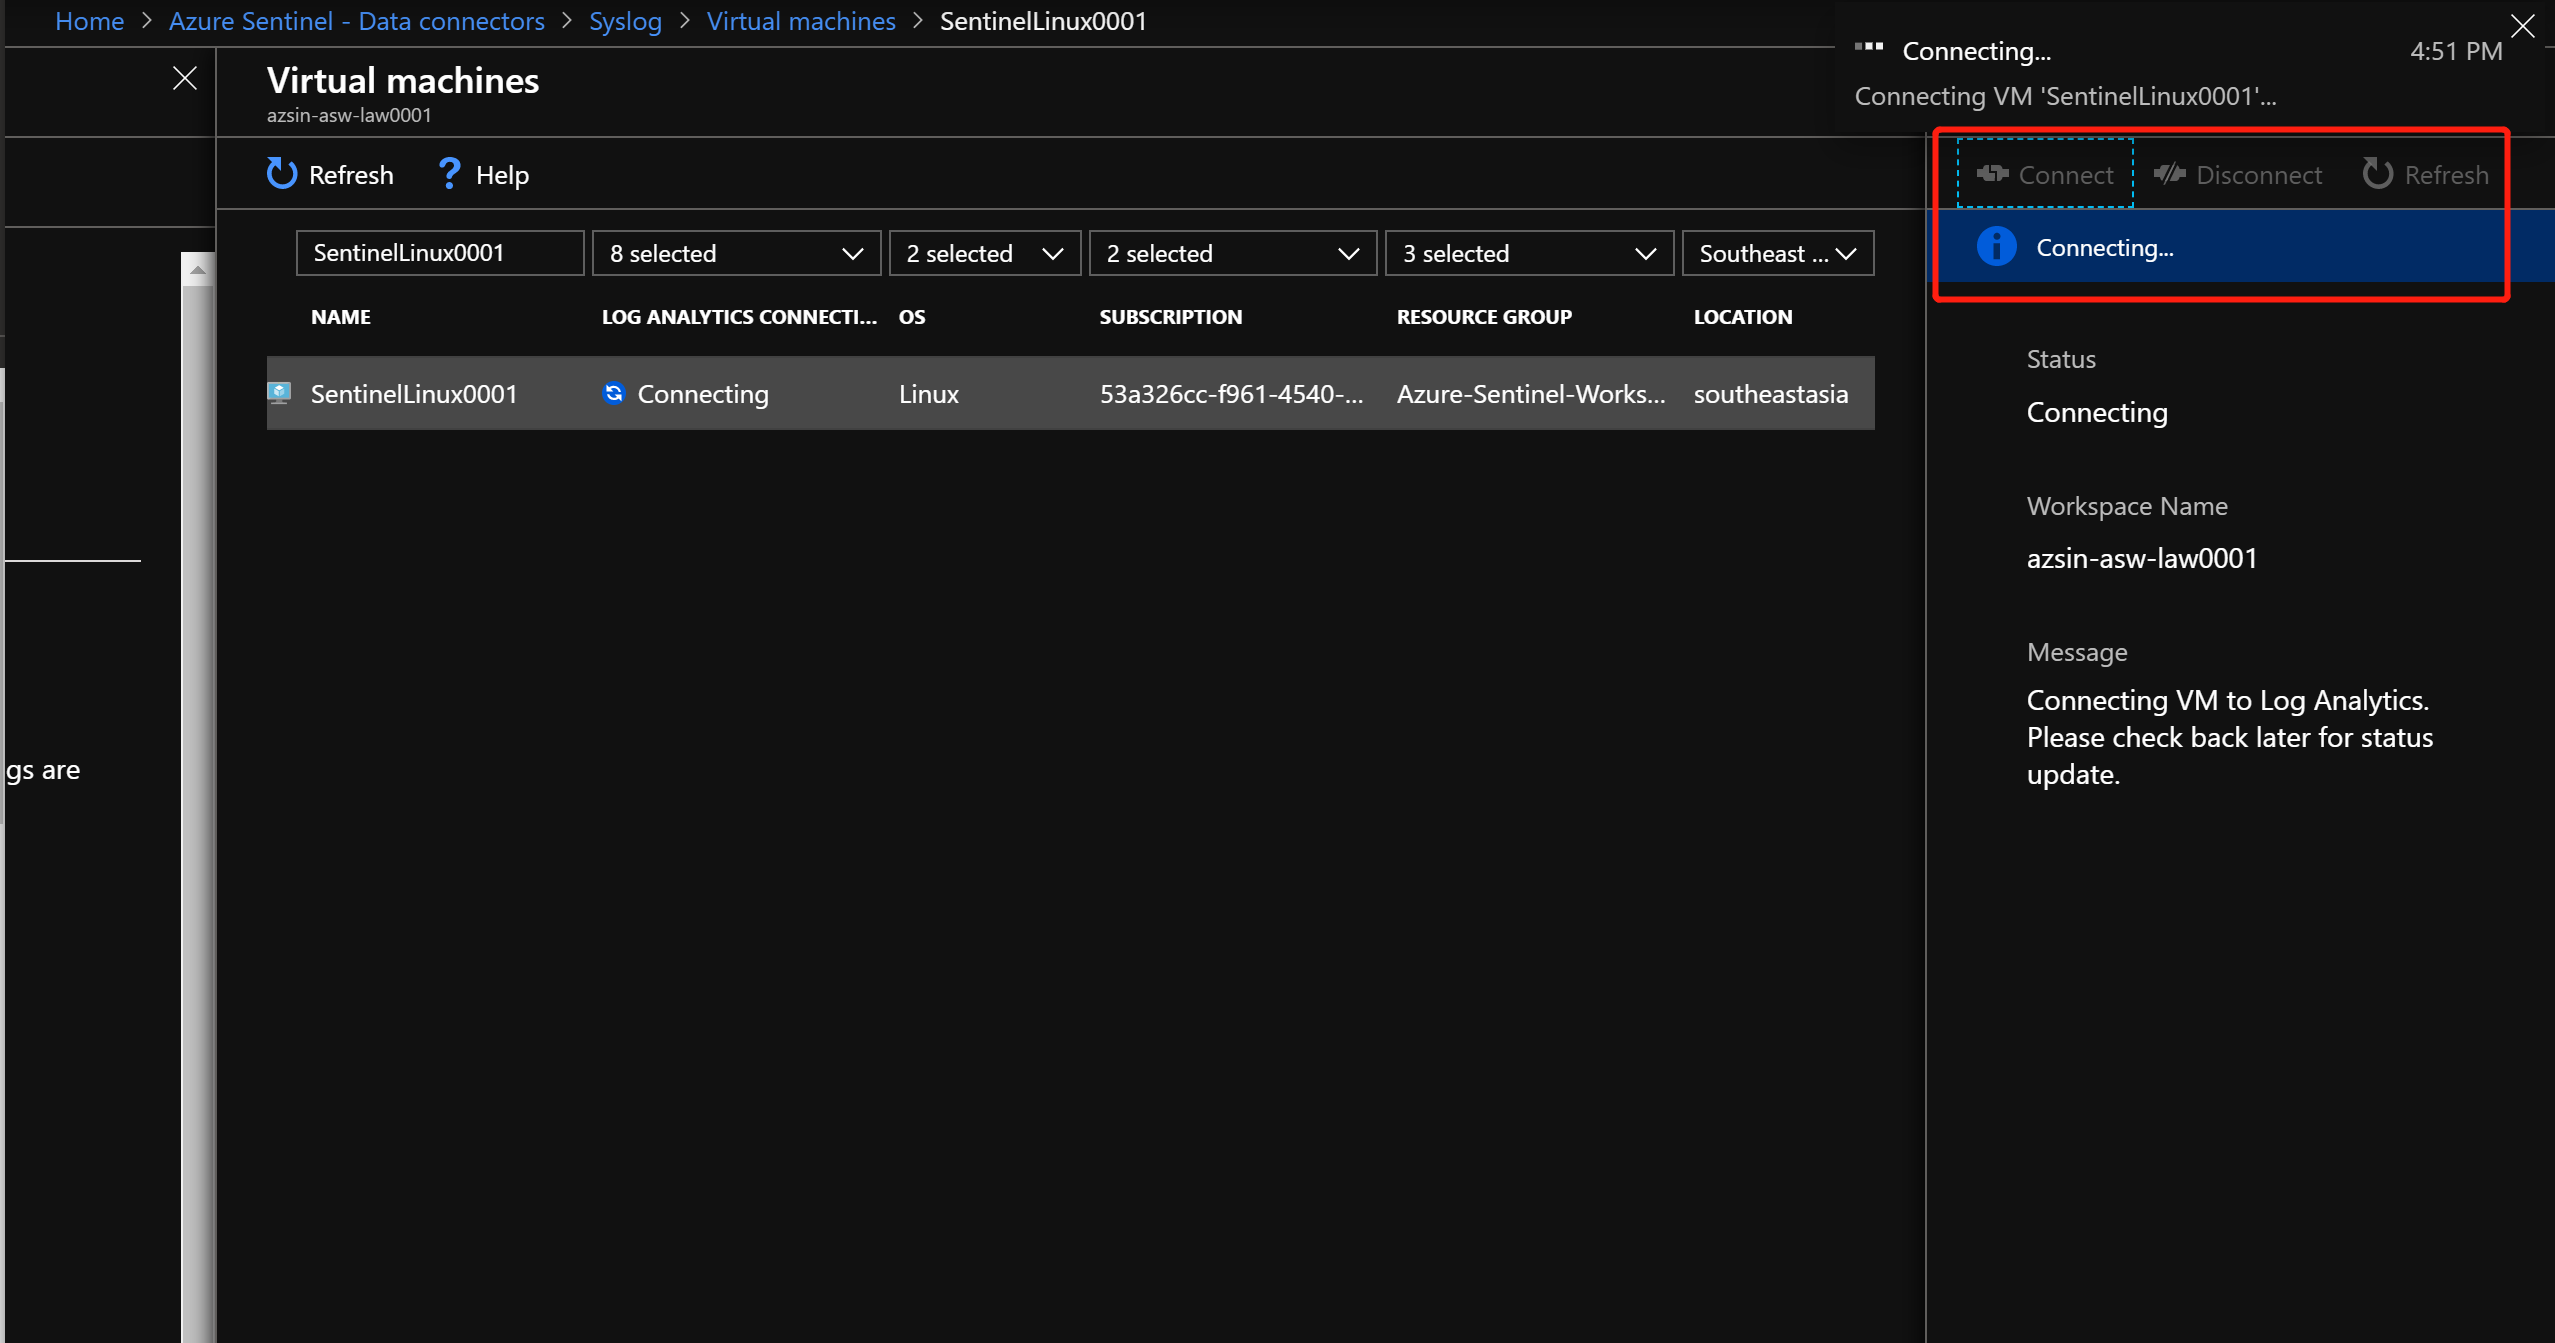 Home > Azure Sentinel - Data connectors > Syslog > Virtual machines > SentinelLinux0001
Connecting... 4:51 PM
Connecting VM 'SentinelLinux0001'...
Virtual machines
azsin-asw-law0001
Refresh Help
Connect Disconnect Refresh
Connecting...
SentinelLinux0001 8 selected 2 selected 2 selected 3 selected Southeast ...
NAME LOG ANALYTICS CONNECTI... OS SUBSCRIPTION RESOURCE GROUP LOCATION
SentinelLinux0001 Connecting Linux 53a326cc-f961-4540-... Azure-Sentinel-Works... southeastasia
Status
Connecting
Workspace Name
azsin-asw-law0001
Message
Connecting VM to Log Analytics.
Please check back later for status
update.
gs are